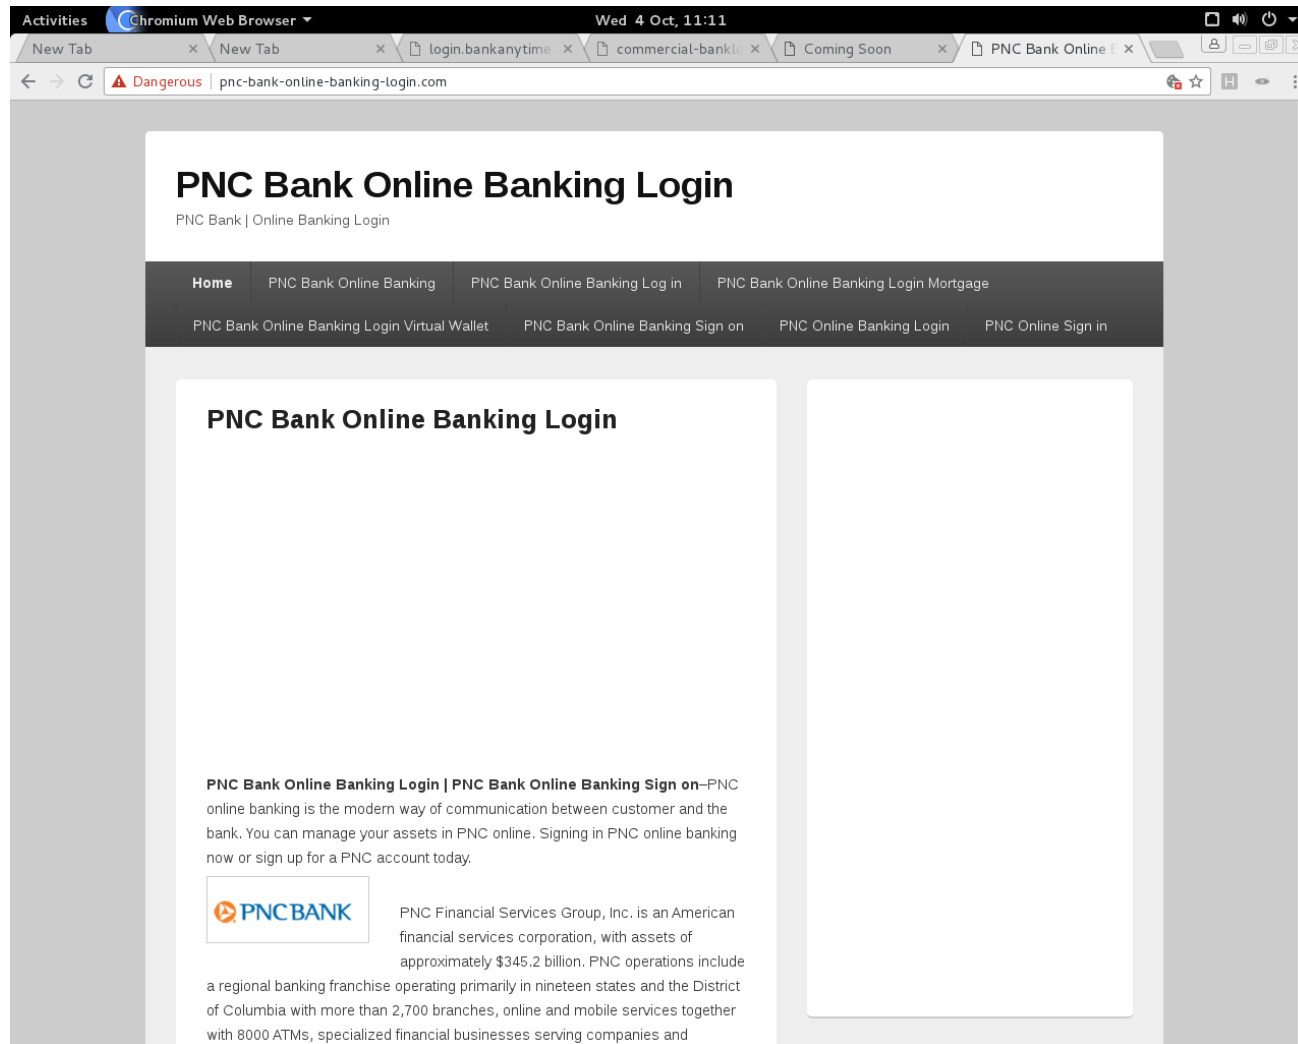 Activities Chromium Web Browser Wed 4 Oct, 11:11
New Tab New Tab login.bankanytime. commercial-banklo Coming Soon PNC Bank Online B
Dangerous pnc-bank-online-banking-login.com
PNC Bank Online Banking Login
PNC Bank | Online Banking Login
Home PNC Bank Online Banking PNC Bank Online Banking Log in PNC Bank Online Banking Login Mortgage
PNC Bank Online Banking Login Virtual Wallet PNC Bank Online Banking Sign on PNC Online Banking Login PNC Online Sign in
PNC Bank Online Banking Login
PNC Bank Online Banking Login | PNC Bank Online Banking Sign on–PNC
online banking is the modern way of communication between customer and the
bank. You can manage your assets in PNC online. Signing in PNC online banking
now or sign up for a PNC account today.
PNC BANK
PNC Financial Services Group, Inc. is an American
financial services corporation, with assets of
approximately $345.2 billion. PNC operations include
a regional banking franchise operating primarily in nineteen states and the District
of Columbia with more than 2,700 branches, online and mobile services together
with 8000 ATMs, specialized financial businesses serving companies and